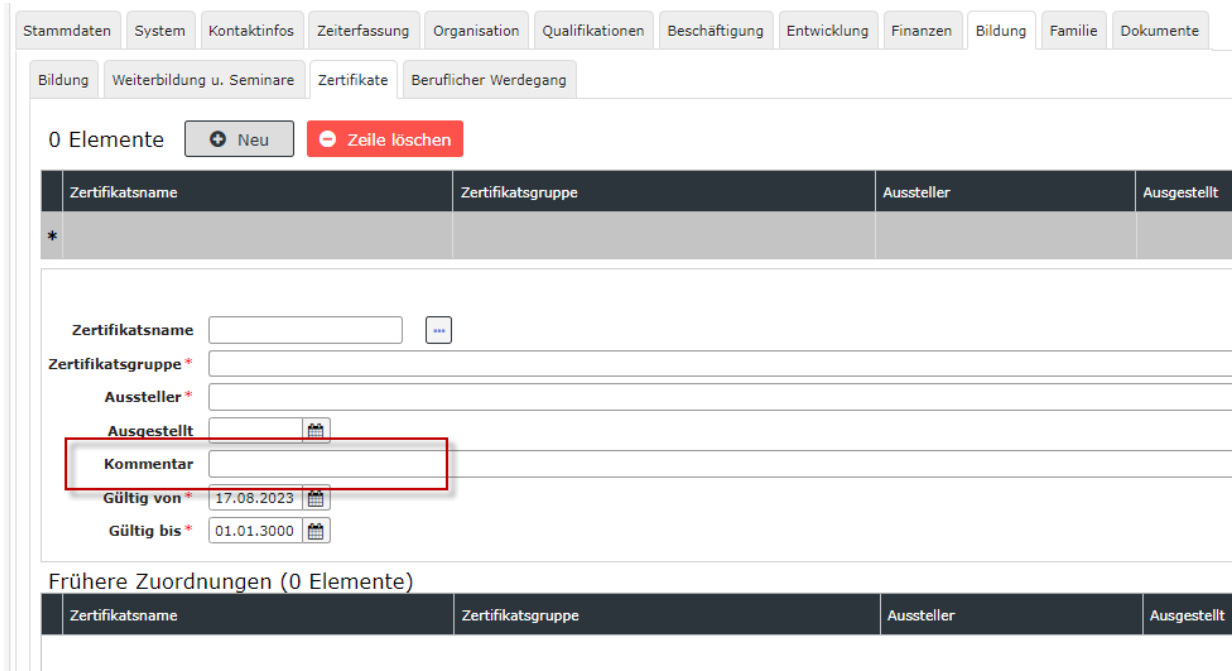 Stammdaten System Kontaktinfos Zeiterfassung Organisation Qualifikationen Beschäftigung Entwicklung Finanzen Bildung Familie Dokumente
Bildung Weiterbildung u. Seminare Zertifikate Beruflicher Werdegang
0 Elemente Neu Zeile löschen
Zertifikatsname Zertifikatsgruppe Aussteller Ausgestellt
*
Zertifikatsname ...
Zertifikatsgruppe *
Aussteller *
Ausgestellt
Kommentar
Gültig von * 17.08.2023
Gültig bis * 01.01.3000
Frühere Zuordnungen (0 Elemente)
Zertifikatsname Zertifikatsgruppe Aussteller Ausgestellt